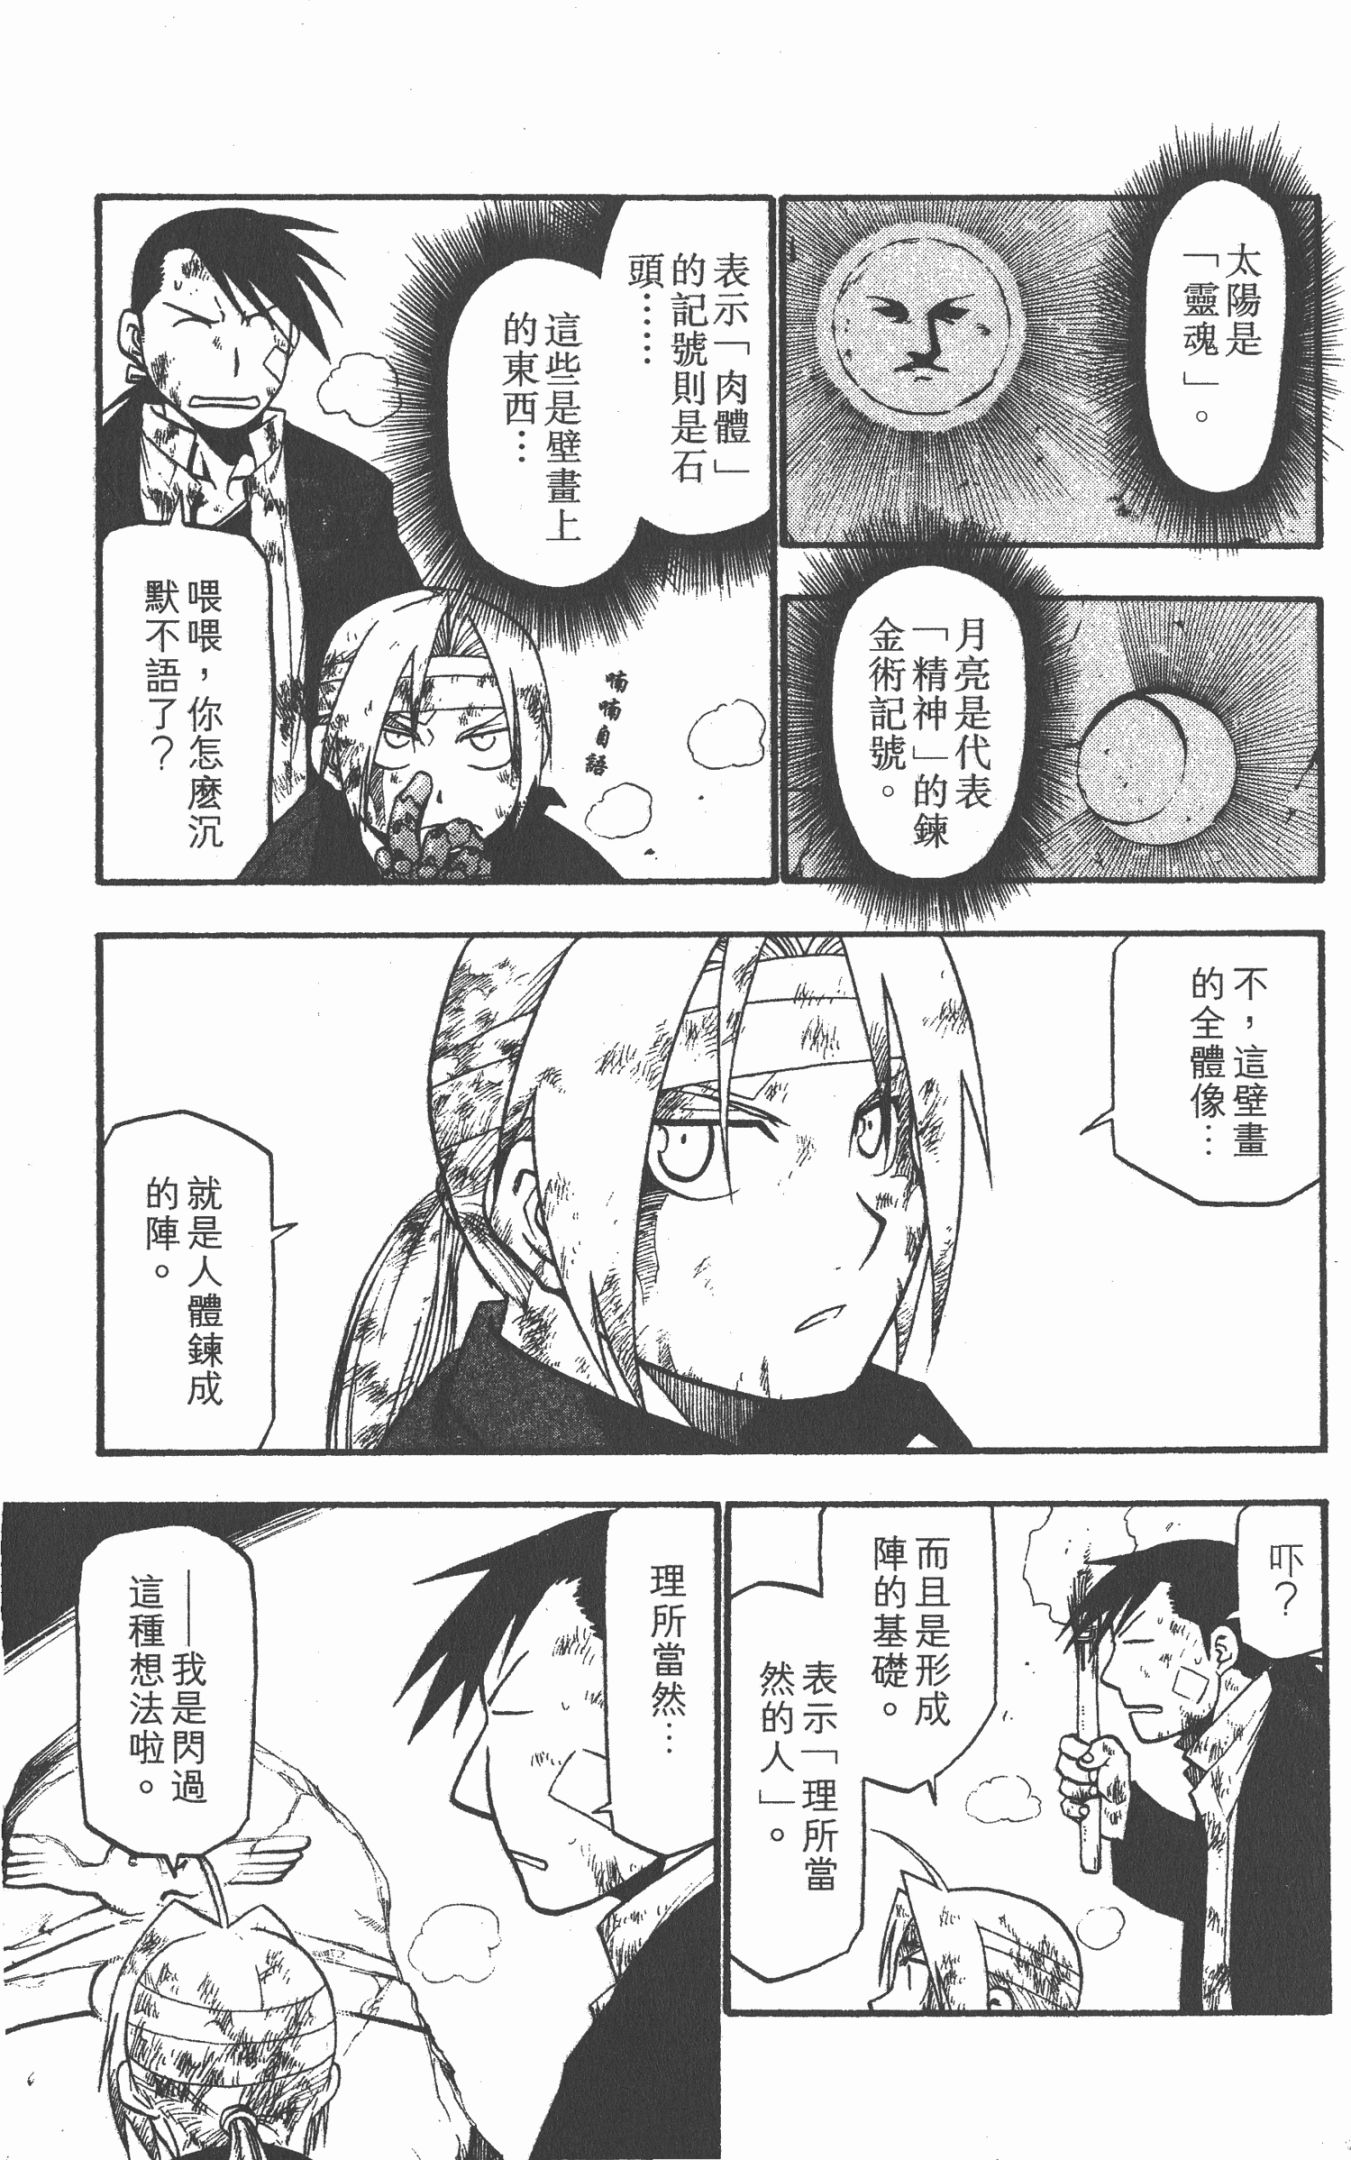 太陽是
「靈魂」。
月亮是代表
「精神」的鍊
金術記號。
表示「肉體」
的記號則是石
頭……
這些是壁畫上
的東西…
喃喃自語
喂喂，你怎麼沉
默不語了？
不，這壁畫
的全體像…
就是人體鍊成
的陣。
吓？
而且是形成
陣的基礎。
表示「理所當
然的人」。
理所當然…
——我是閃過
這種想法啦。